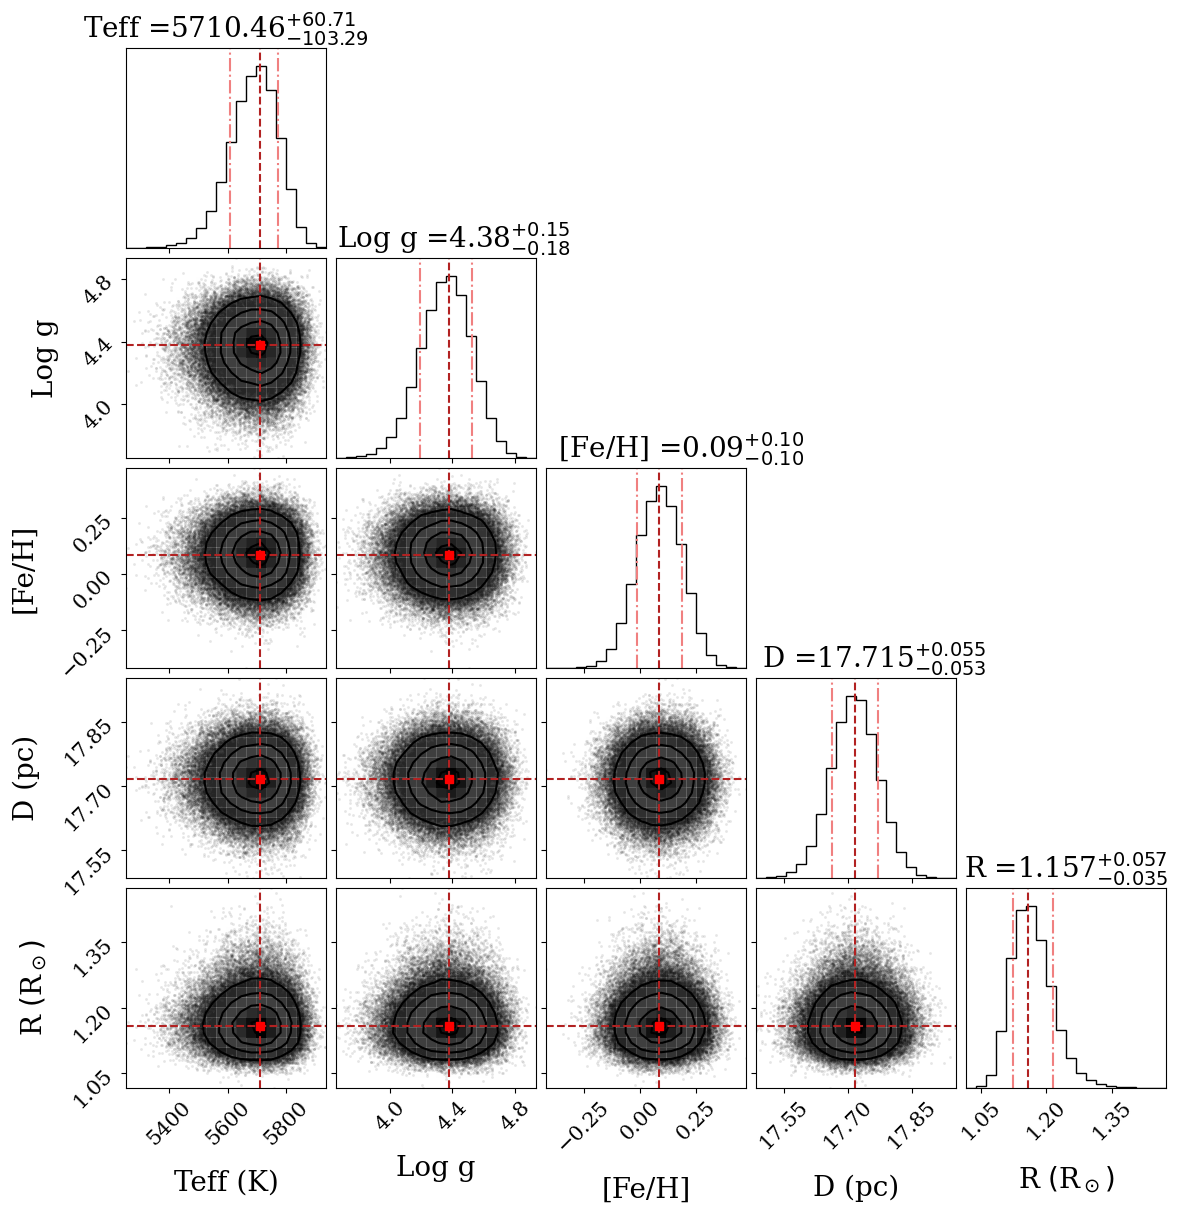 Teff =5710.46+60.71−103.29
Log g =4.38+0.15−0.18
4.8
4.4
4.0
Log g
[Fe/H] =0.09+0.10−0.10
0.25
0.00
−0.25
[Fe/H]
D =17.715+0.055−0.053
17.85
17.70
17.55
D (pc)
R =1.157+0.057−0.035
1.35
1.20
1.05
R (R⊙)
5400 5600 5800
4.0 4.4 4.8
−0.25 0.00 0.25
17.55 17.70 17.85
1.05 1.20 1.35
Teff (K) Log g [Fe/H] D (pc) R (R⊙)